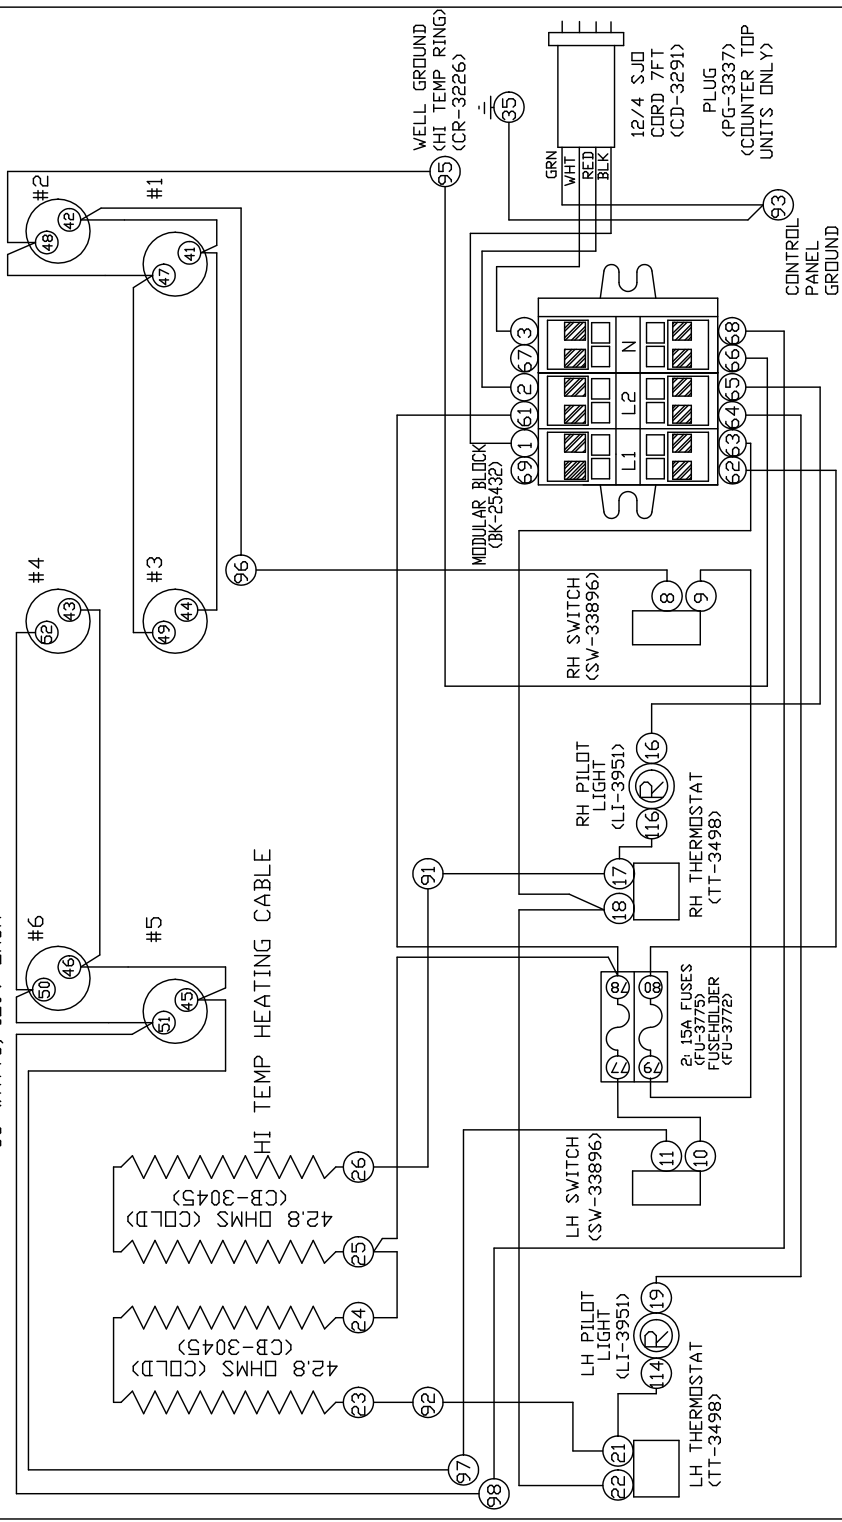 WELL GROUND
(HI TEMP RING)
(CR-3226)
35
95
12/4 SJO
CORD 7FT
(CD-3291)
PLUG
(PG-3337)
(COUNTER TOP
UNITS ONLY)
GRN
WHT
RED
BLK
93
CONTROL
PANEL
GROUND
#2
48
42
#1
47
41
#4
52
43
#3
49
44
96
#6
50
46
#5
51
45
MODULAR BLOCK
(BK-25432)
69
1
61
2
67
3
L1
L2
N
62
63
64
65
66
68
RH SWITCH
(SW-33896)
8
9
RH PILOT
LIGHT
(LI-3951)
116
R
16
RH THERMOSTAT
(TT-3498)
17
18
91
HI TEMP HEATING CABLE
77
78
79
80
2: 15A FUSES
(FU-3775)
FUSEHOLDER
(FU-3772)
LH SWITCH
(SW-33896)
11
10
42.8 OHMS (COLD)
(CB-3045)
26
25
42.8 OHMS (COLD)
(CB-3045)
24
23
92
97
98
LH PILOT
LIGHT
(LI-3951)
114
R
19
LH THERMOSTAT
(TT-3498)
21
22